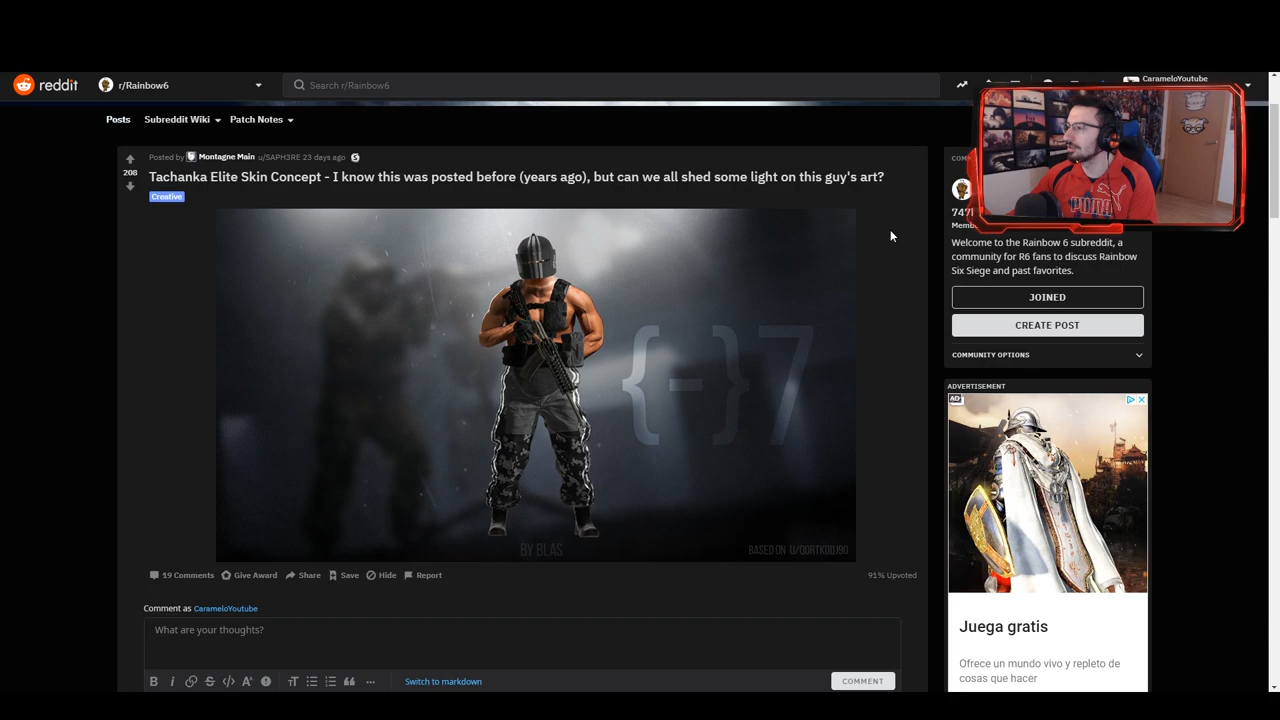 reddit
r/Rainbow6
Search r/Rainbow6
CarameloYoutube
Posts
Subreddit Wiki
Patch Notes
Posted by Montagne Main u/SAPH3RE 23 days ago
208
Tachanka Elite Skin Concept - I know this was posted before (years ago), but can we all shed some light on this guy's art?
Creative
{-}7
BY BLAS
BASED ON U/QORTKDDJ90
19 Comments
Give Award
Share
Save
Hide
Report
91% Upvoted
Comment as CarameloYoutube
What are your thoughts?
Switch to markdown
COMMENT
PUMA
Welcome to the Rainbow 6 subreddit, a
community for R6 fans to discuss Rainbow
Six Siege and past favorites.
JOINED
CREATE POST
COMMUNITY OPTIONS
ADVERTISEMENT
AD
Juega gratis
Ofrece un mundo vivo y repleto de
cosas que hacer